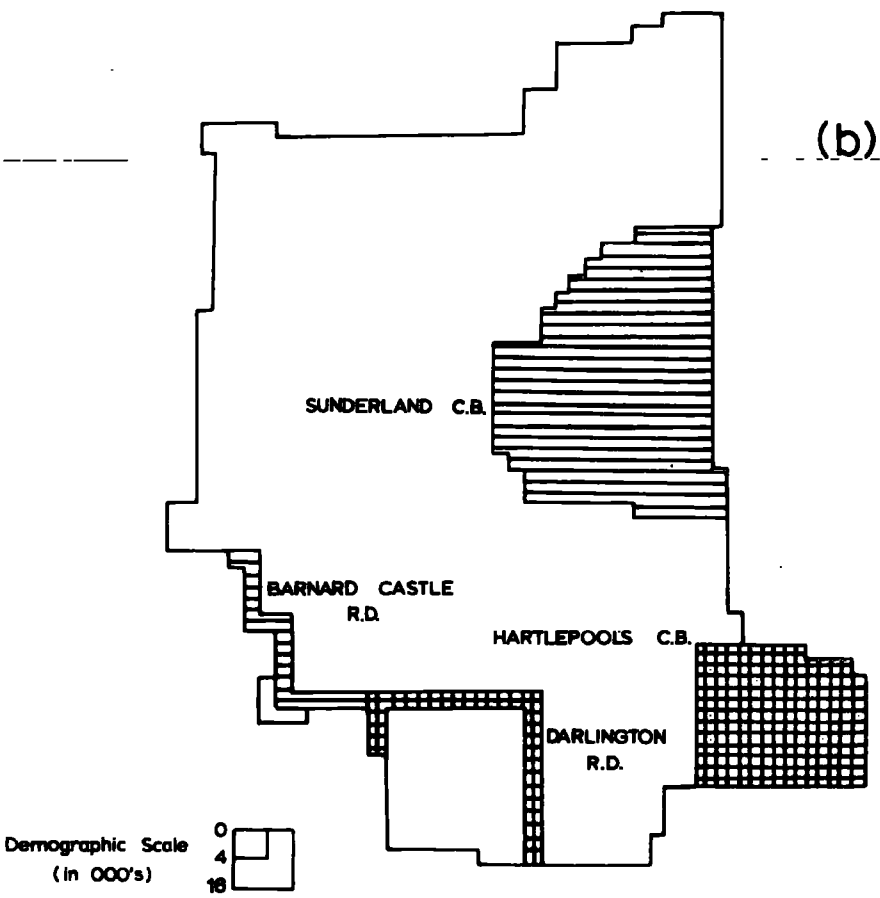 (b)
SUNDERLAND C.B.
BARNARD CASTLE
R.D.
HARTLEPOOLS C.B.
DARLINGTON
R.D.
Demographic Scale
(in 000's)
0
4
16